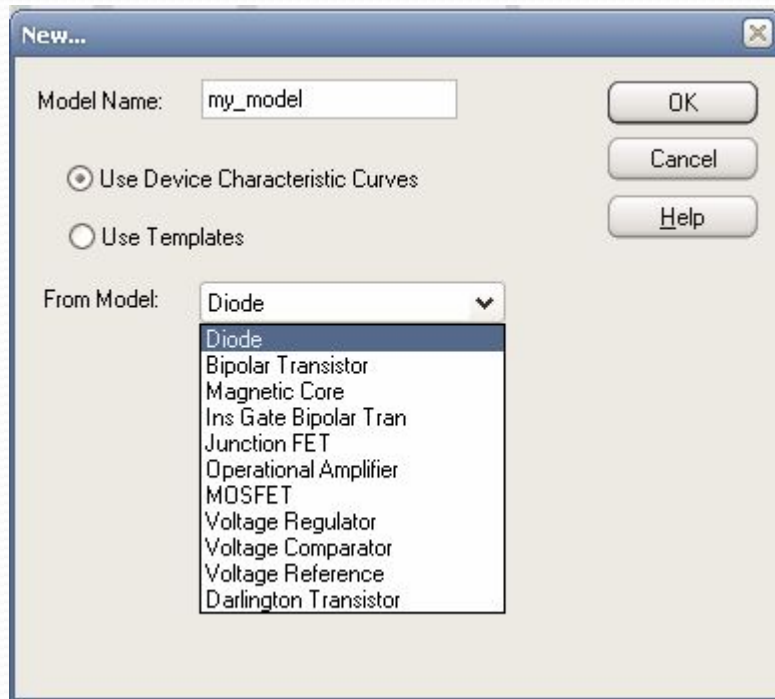 New...
Model Name: my_model
OK
Use Device Characteristic Curves
Cancel
Use Templates
Help
From Model: Diode
Diode
Bipolar Transistor
Magnetic Core
Ins Gate Bipolar Tran
Junction FET
Operational Amplifier
MOSFET
Voltage Regulator
Voltage Comparator
Voltage Reference
Darlington Transistor